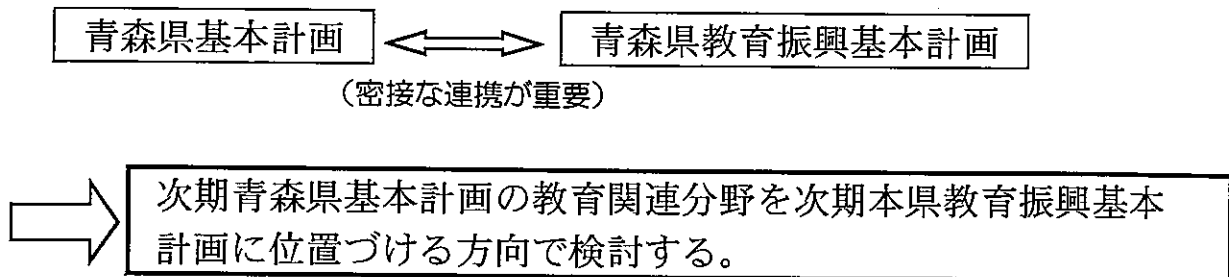 青森県基本計画
青森県教育振興基本計画
（密接な連携が重要）
次期青森県基本計画の教育関連分野を次期本県教育振興基本
計画に位置づける方向で検討する。